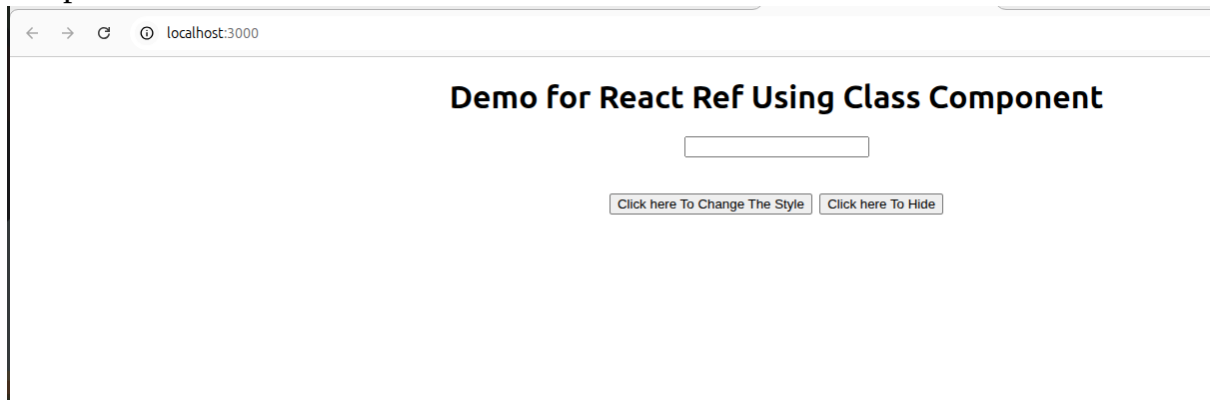 localhost:3000
Demo for React Ref Using Class Component
Click here To Change The Style Click here To Hide